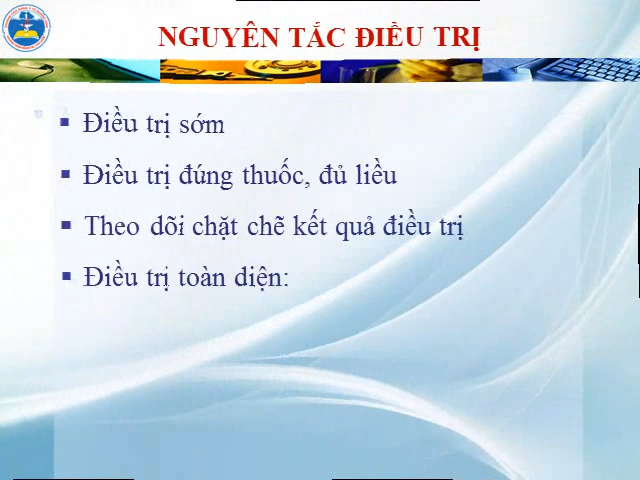 NGUYÊN TẮC ĐIỀU TRỊ
▪ Điều trị sớm
▪ Điều trị đúng thuốc, đủ liều
▪ Theo dõi chặt chẽ kết quả điều trị
▪ Điều trị toàn diện: